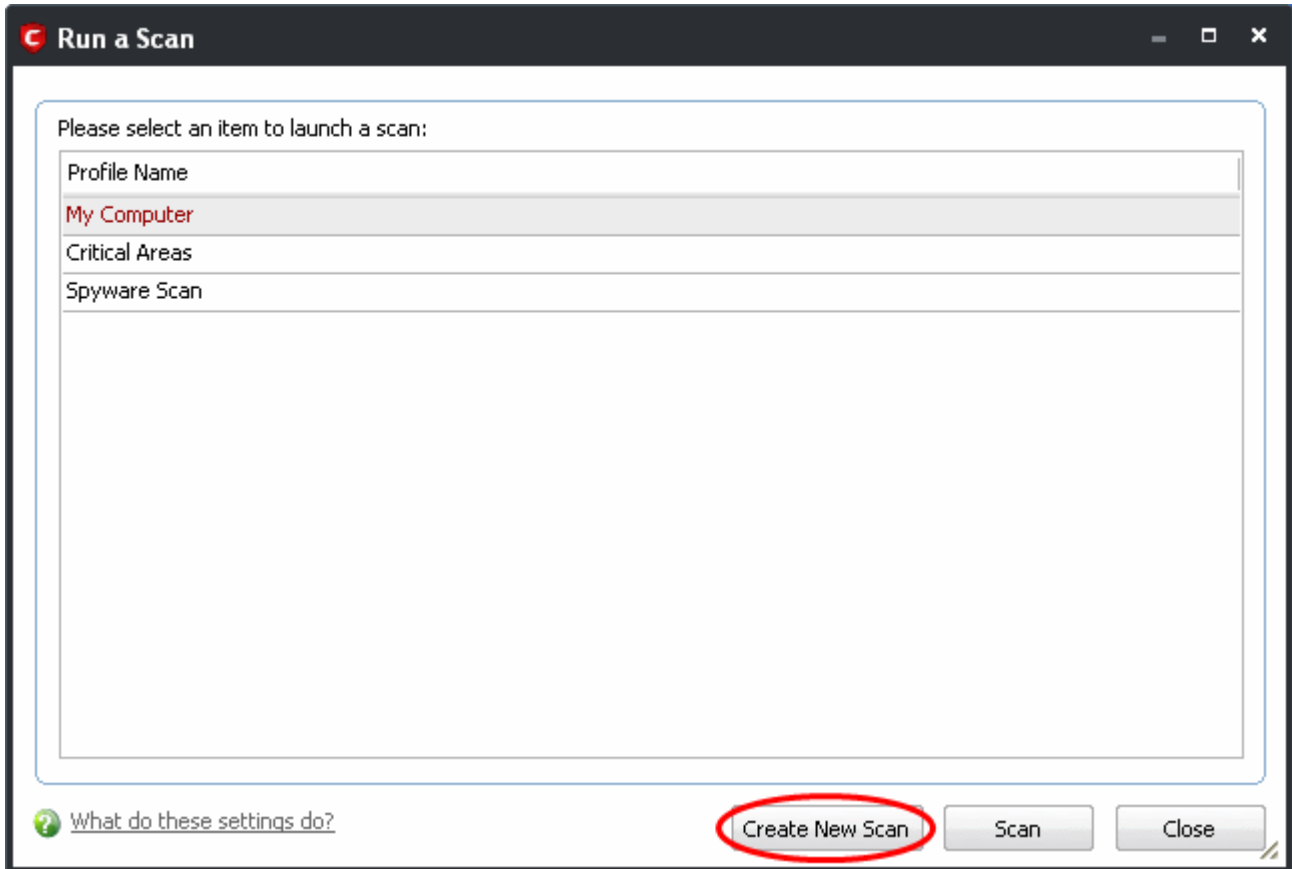 Run a Scan
Please select an item to launch a scan:
Profile Name
My Computer
Critical Areas
Spyware Scan
What do these settings do?
Create New Scan
Scan
Close